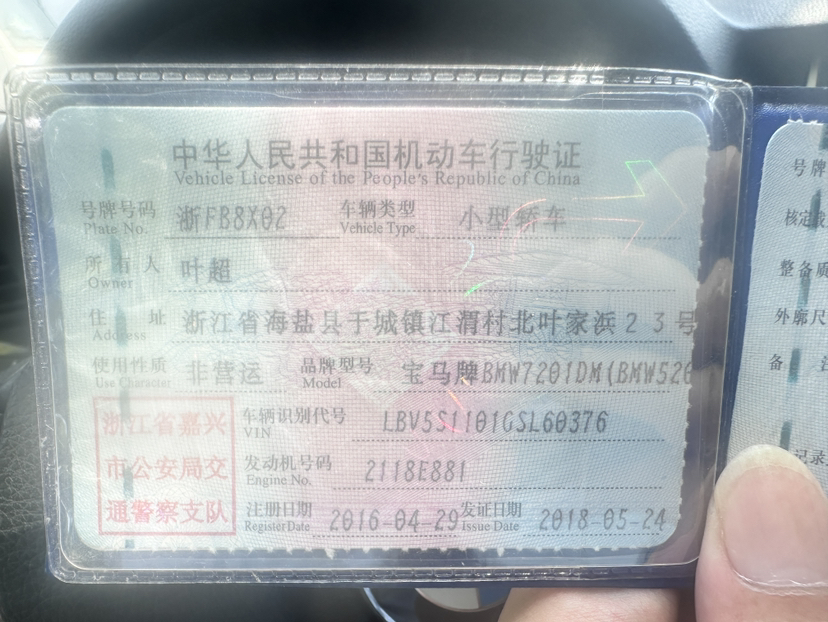 中华人民共和国机动车行驶证
Vehicle License of the People's Republic of China
号牌号码 浙FB8X02 车辆类型 小型轿车
Plate No. Vehicle Type
所有人 叶超
Owner
住址 浙江省海盐县于城镇江渭村北叶家浜23号
Address
使用性质 非营运 品牌型号 宝马牌BMW7201DM(BMW520
Use Character Model
浙江省嘉兴
市公安局交
通警察支队
车辆识别代号 LBV5S1101GSL60376
VIN
发动机号码 2118E881
Engine No.
注册日期 2016-04-29 发证日期 2018-05-24
Register Date Issue Date
号牌
核定载
整备质
外廓尺
备注
记录